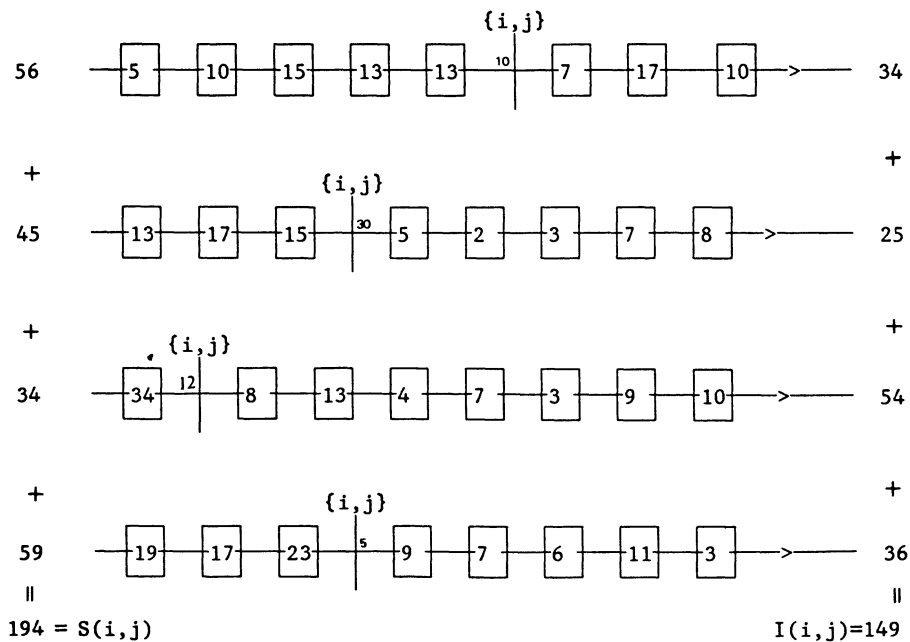 {i,j}
56 5 10 15 13 13 10 7 17 10 > 34
+ +
{i,j}
45 13 17 15 30 5 2 3 7 8 > 25
+ +
{i,j}
34 34 12 8 13 4 7 3 9 10 > 54
+ +
{i,j}
59 19 17 23 5 9 7 6 11 3 > 36
= =
194 = S(i,j) I(i,j)=149